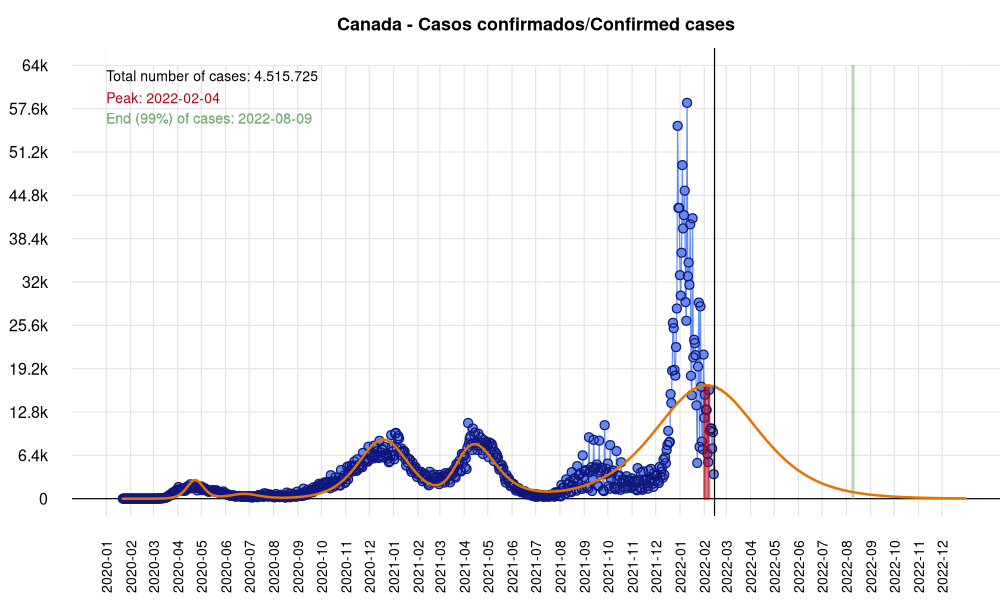 Canada - Casos confirmados/Confirmed cases
Total number of cases: 4.515.725
Peak: 2022-02-04
End (99%) of cases: 2022-08-09
64k
57.6k
51.2k
44.8k
38.4k
32k
25.6k
19.2k
12.8k
6.4k
0
2020-01
2020-02
2020-03
2020-04
2020-05
2020-06
2020-07
2020-08
2020-09
2020-10
2020-11
2020-12
2021-01
2021-02
2021-03
2021-04
2021-05
2021-06
2021-07
2021-08
2021-09
2021-10
2021-11
2021-12
2022-01
2022-02
2022-03
2022-04
2022-05
2022-06
2022-07
2022-08
2022-09
2022-10
2022-11
2022-12